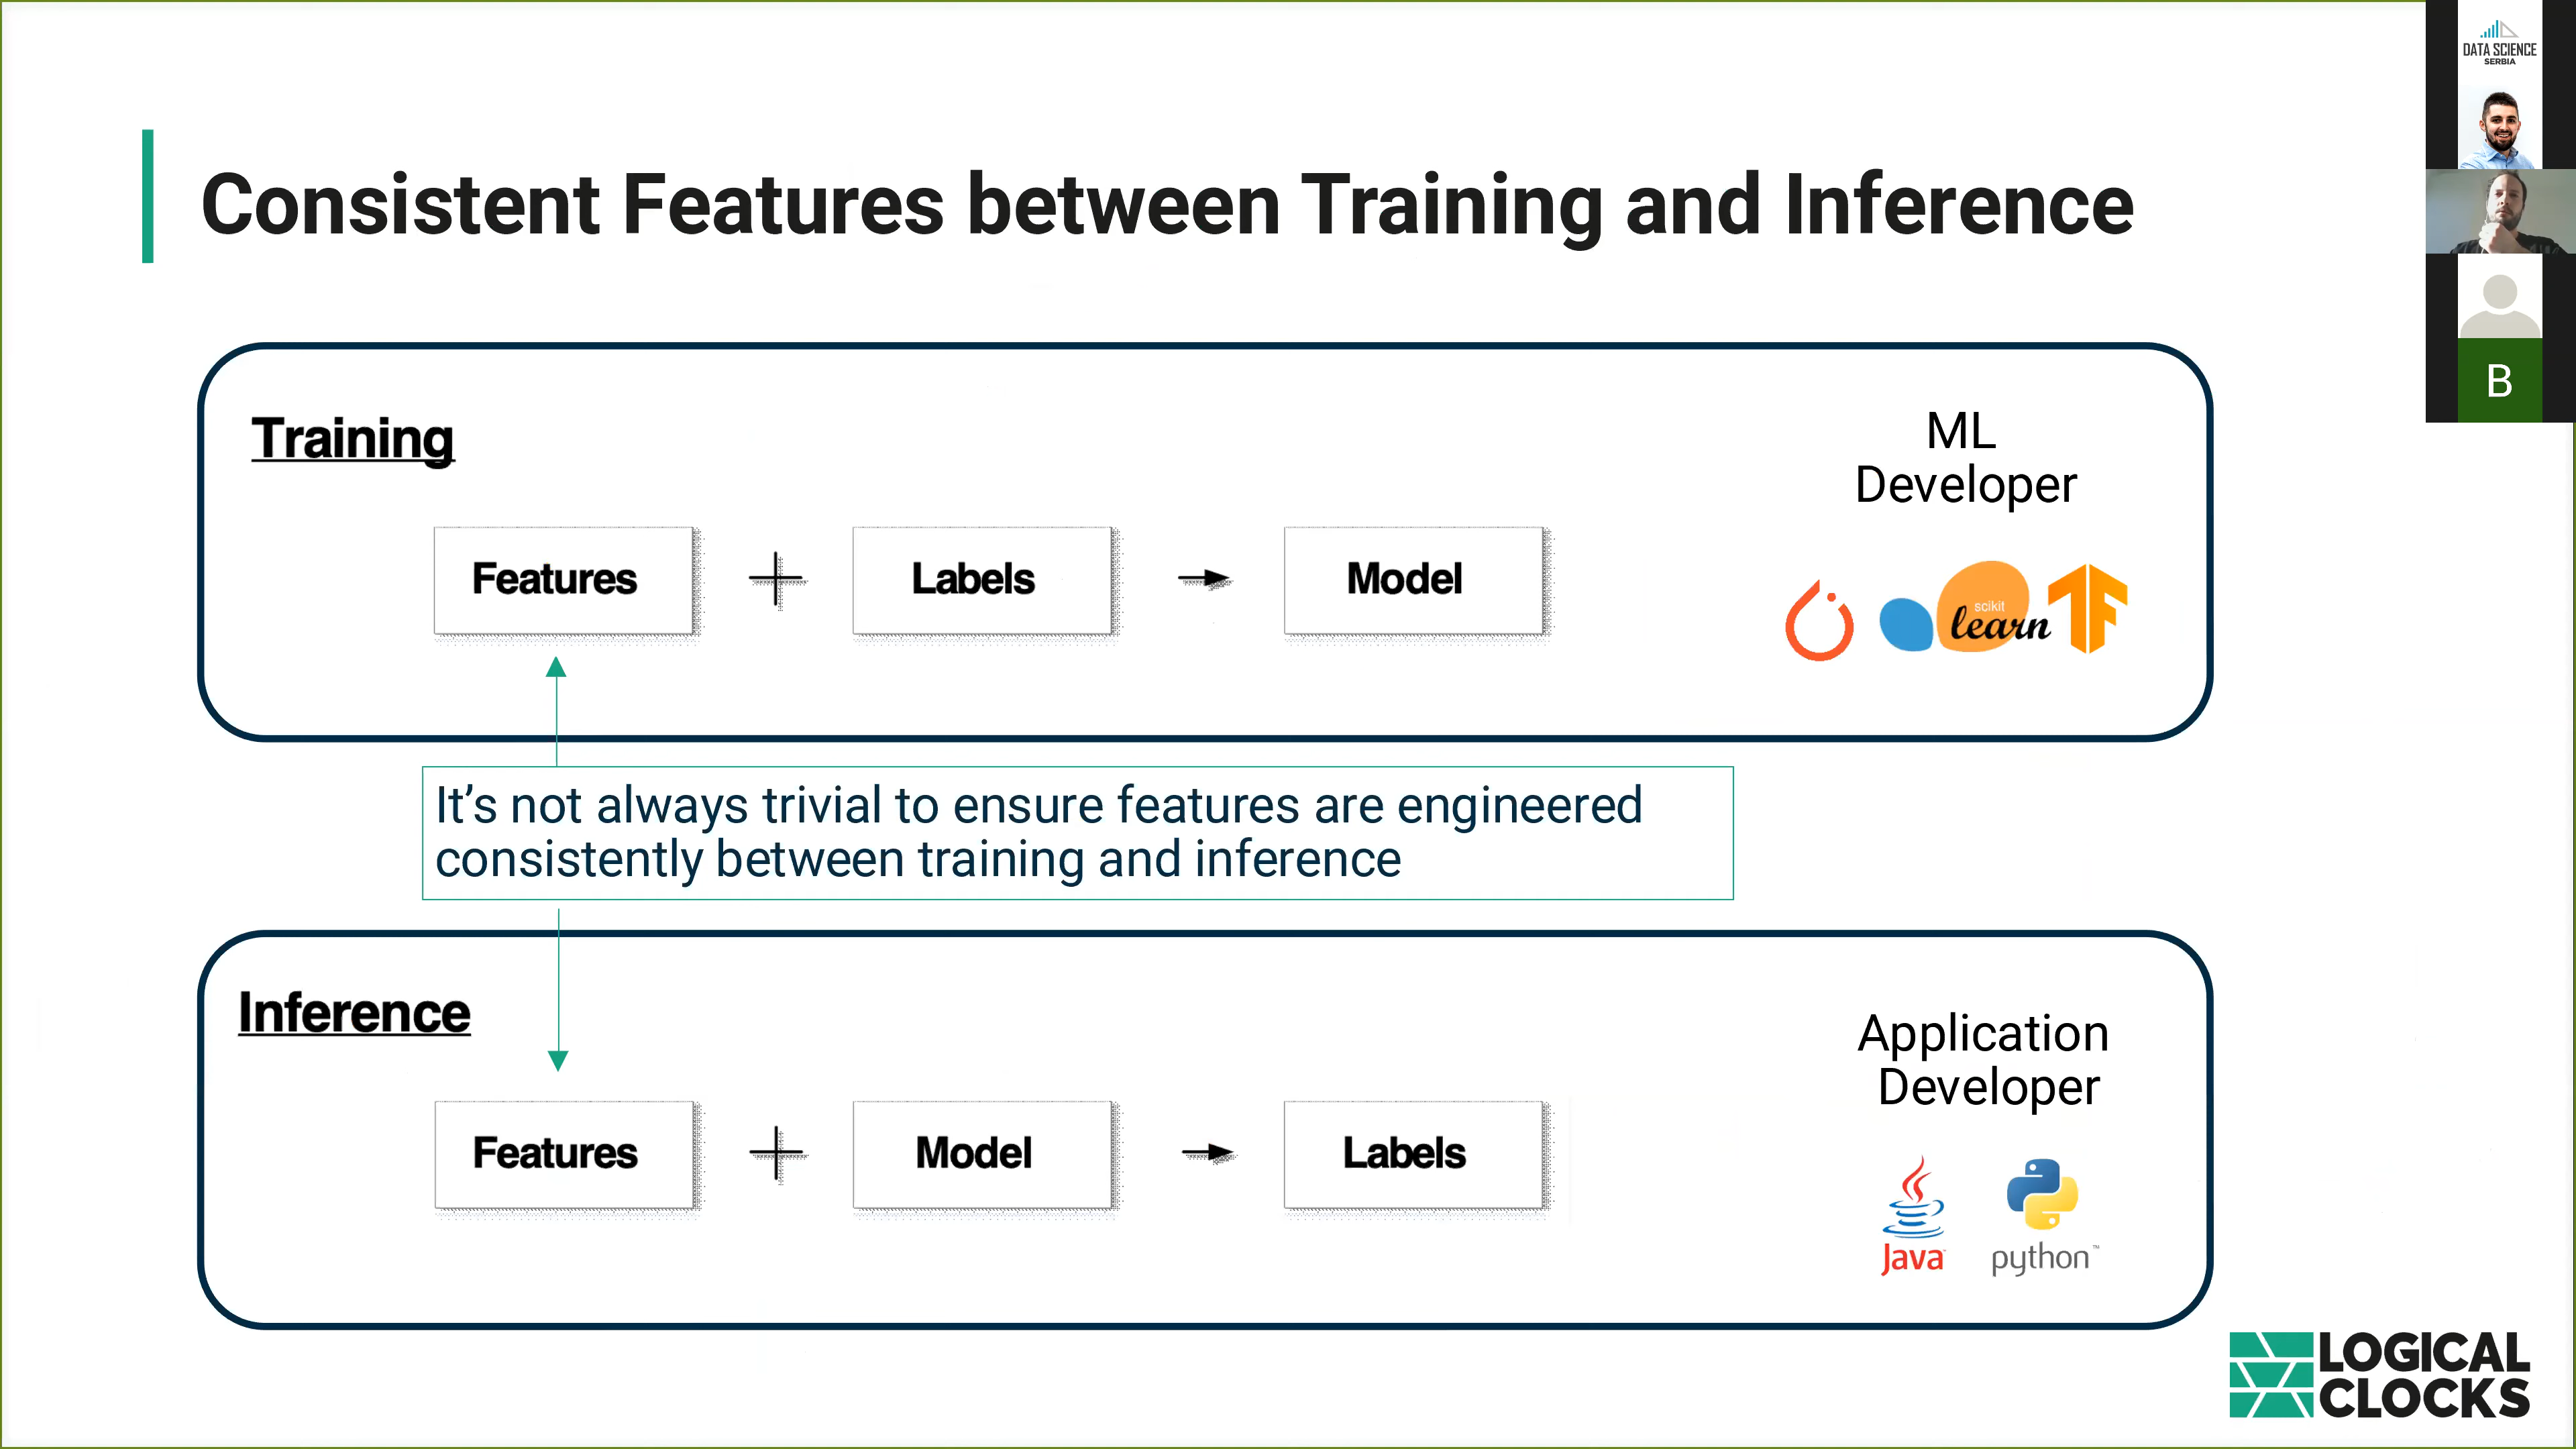 DATA SCIENCE
SERBIA
Consistent Features between Training and Inference
B
Training
ML
Developer
Features
Labels
Model
scikit
learn
It’s not always trivial to ensure features are engineered
consistently between training and inference
Inference
Application
Developer
Features
Model
Labels
Java
python™
LOGICAL
CLOCKS